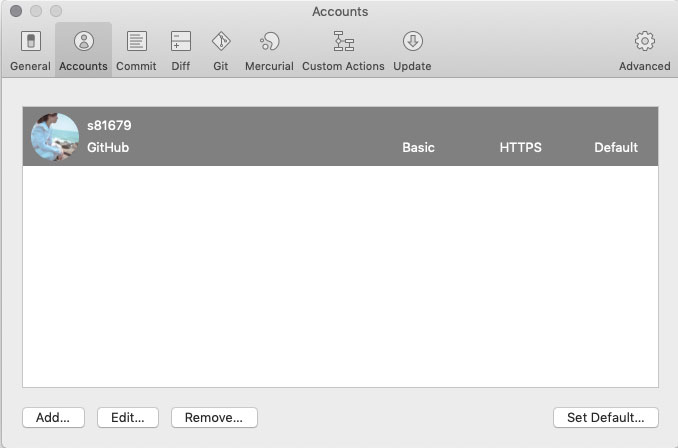 Accounts
General Accounts Commit Diff Git Mercurial Custom Actions Update Advanced
s81679
GitHub Basic HTTPS Default
Add... Edit... Remove... Set Default...